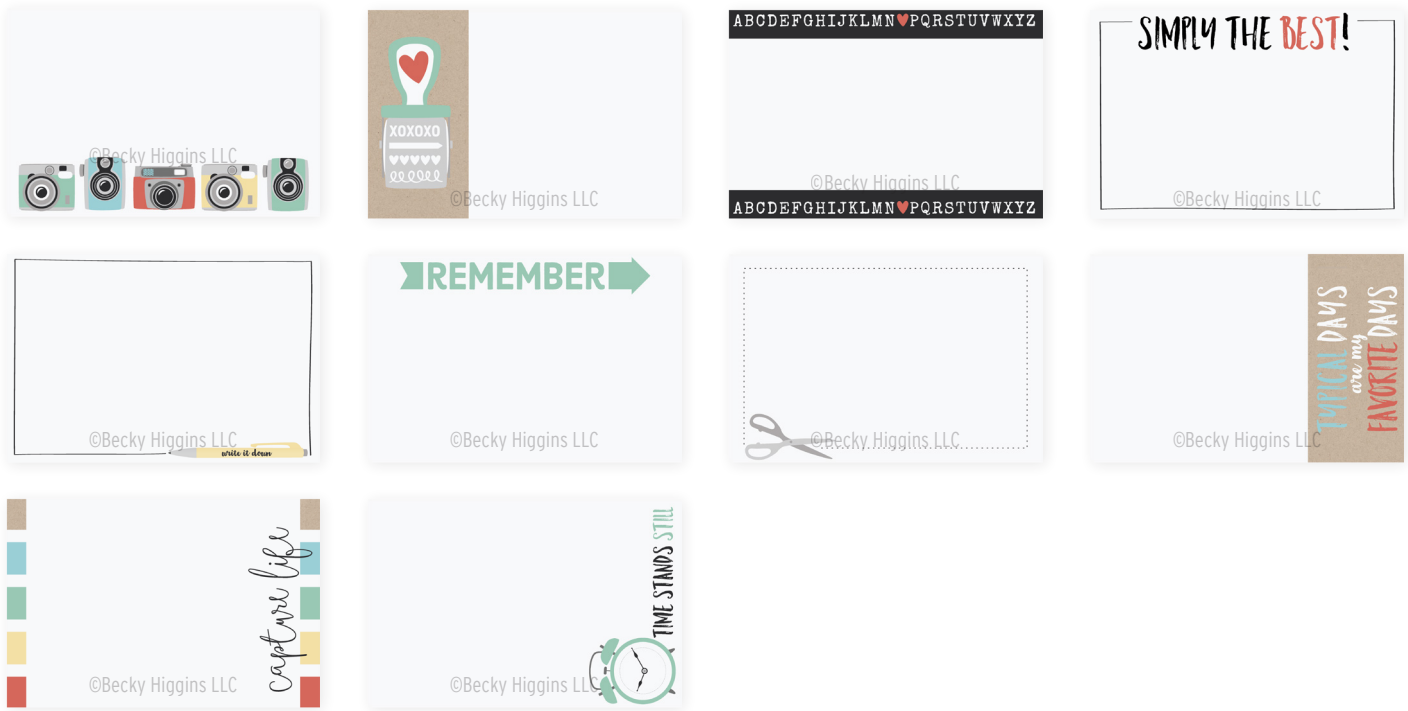 ©Becky Higgins LLC
XOXOXO
©Becky Higgins LLC
ABCDEFGHIJKLMN♥PQRSTUVWXYZ
©Becky Higgins LLC
ABCDEFGHIJKLMN♥PQRSTUVWXYZ
SIMPLY THE BEST!
©Becky Higgins LLC
©Becky Higgins LLC
write it down
REMEMBER
©Becky Higgins LLC
©Becky Higgins LLC
TYPICAL DAYS
are my
FAVORITE DAYS
©Becky Higgins LLC
capture life
©Becky Higgins LLC
TIME STANDS STILL
©Becky Higgins LLC